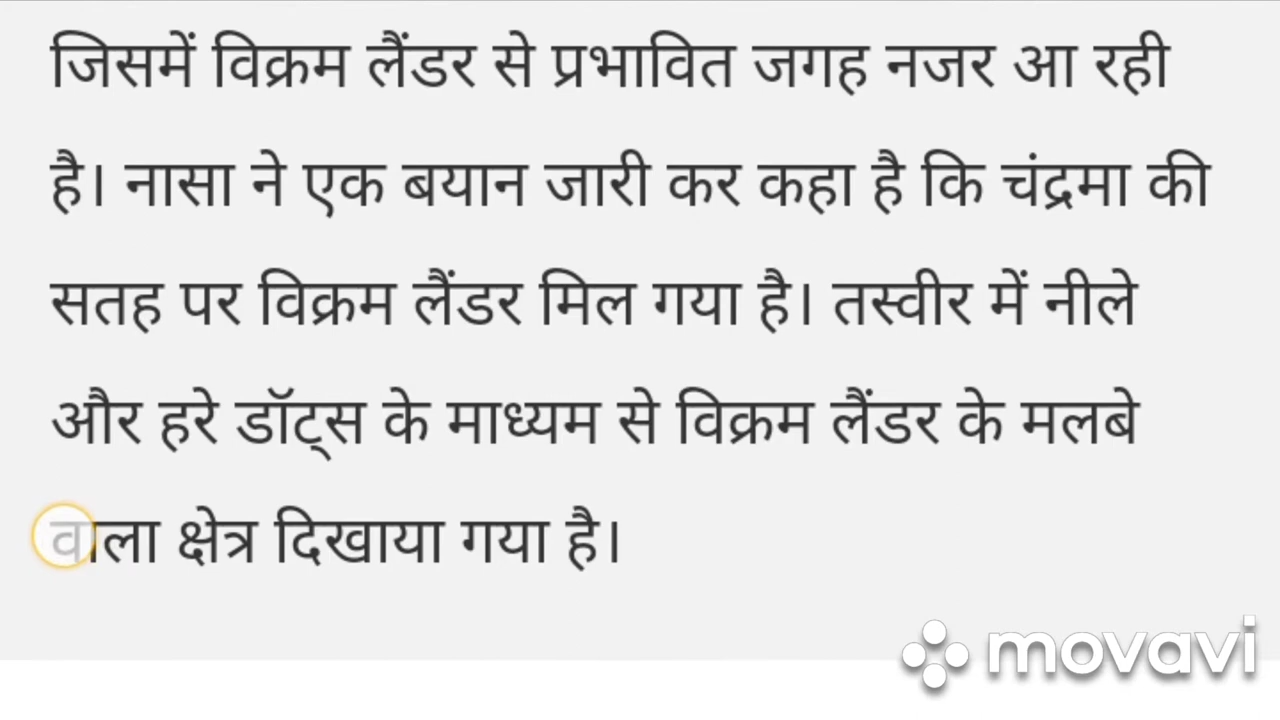 जिसमें विक्रम लैंडर से प्रभावित जगह नजर आ रही
है। नासा ने एक बयान जारी कर कहा है कि चंद्रमा की
सतह पर विक्रम लैंडर मिल गया है। तस्वीर में नीले
और हरे डॉट्स के माध्यम से विक्रम लैंडर के मलबे
वाला क्षेत्र दिखाया गया है।
movavi